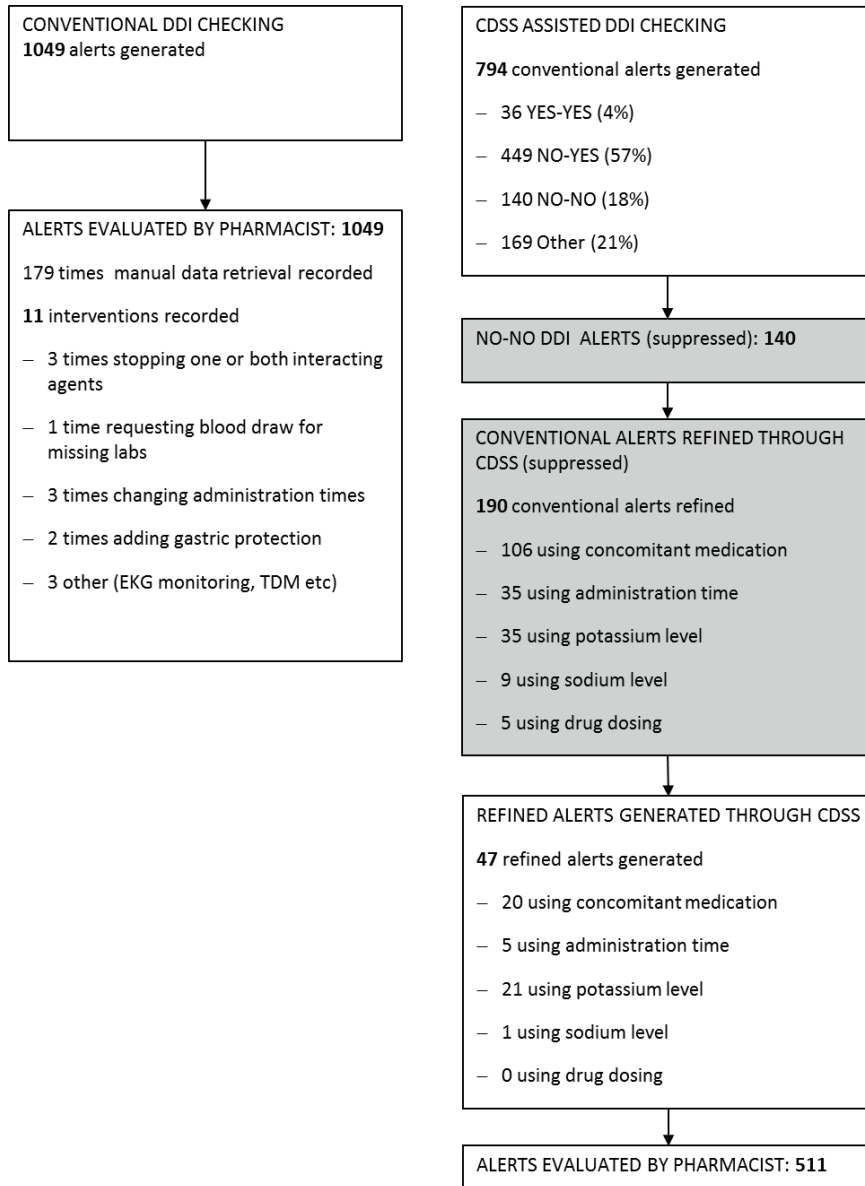 CONVENTIONAL DDI CHECKING
1049 alerts generated
ALERTS EVALUATED BY PHARMACIST: 1049
179 times manual data retrieval recorded
11 interventions recorded
– 3 times stopping one or both interacting
agents
– 1 time requesting blood draw for
missing labs
– 3 times changing administration times
– 2 times adding gastric protection
– 3 other (EKG monitoring, TDM etc)
CDSS ASSISTED DDI CHECKING
794 conventional alerts generated
– 36 YES-YES (4%)
– 449 NO-YES (57%)
– 140 NO-NO (18%)
– 169 Other (21%)
NO-NO DDI ALERTS (suppressed): 140
CONVENTIONAL ALERTS REFINED THROUGH
CDSS (suppressed)
190 conventional alerts refined
– 106 using concomitant medication
– 35 using administration time
– 35 using potassium level
– 9 using sodium level
– 5 using drug dosing
REFINED ALERTS GENERATED THROUGH CDSS
47 refined alerts generated
– 20 using concomitant medication
– 5 using administration time
– 21 using potassium level
– 1 using sodium level
– 0 using drug dosing
ALERTS EVALUATED BY PHARMACIST: 511